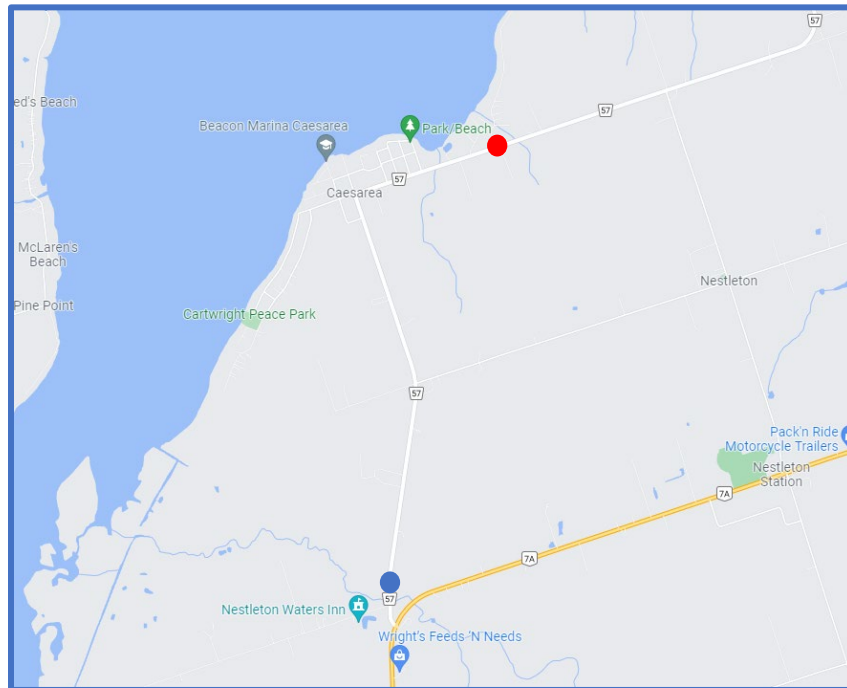 57
ed's Beach
57
Beacon Marina Caesarea
Park/Beach
57
Caesarea
McLaren's
Beach
Nestleton
Pine Point
Cartwright Peace Park
57
Pack'n Ride
Motorcycle Trailers
Nestleton
Station
7A
7A
57
Nestleton Waters Inn
Wright's Feeds 'N Needs